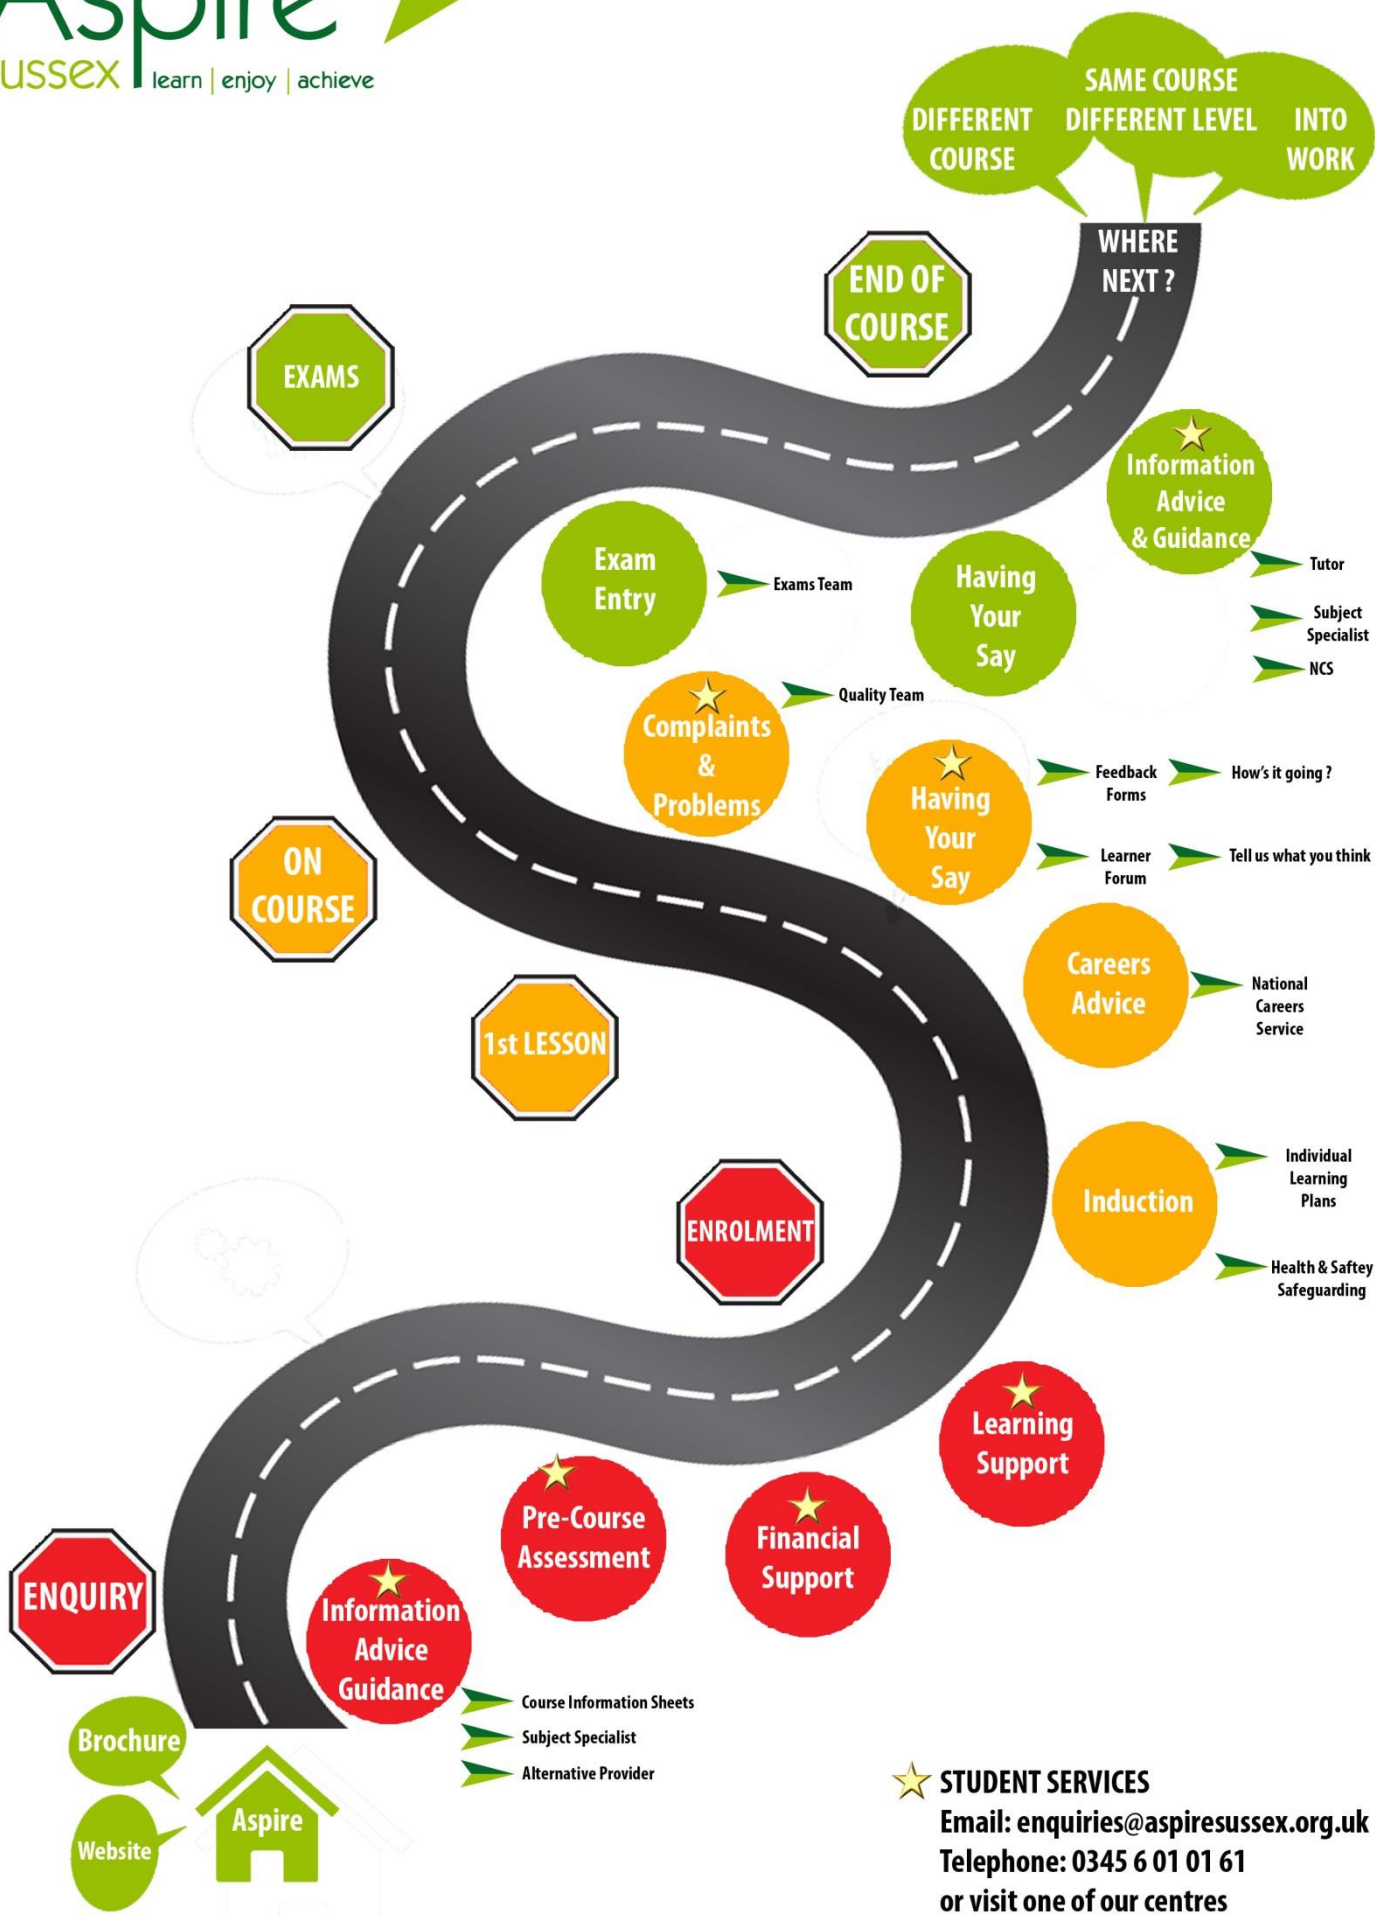 Aspire
ussex
learn | enjoy | achieve
SAME COURSE
DIFFERENT LEVEL
DIFFERENT
COURSE
INTO
WORK
WHERE
NEXT ?
END OF
COURSE
EXAMS
Information
Advice
& Guidance
Tutor
Subject
Specialist
NCS
Exam
Entry
Exams Team
Having
Your
Say
Complaints
&
Problems
Quality Team
Having
Your
Say
Feedback
Forms
How's it going ?
Learner
Forum
Tell us what you think
ON
COURSE
Careers
Advice
National
Careers
Service
1st LESSON
Induction
Individual
Learning
Plans
Health & Saftey
Safeguarding
ENROLMENT
Learning
Support
Financial
Support
Pre-Course
Assessment
ENQUIRY
Information
Advice
Guidance
Course Information Sheets
Subject Specialist
Alternative Provider
Brochure
Website
Aspire
STUDENT SERVICES
Email: enquiries@aspiresussex.org.uk
Telephone: 0345 6 01 01 61
or visit one of our centres